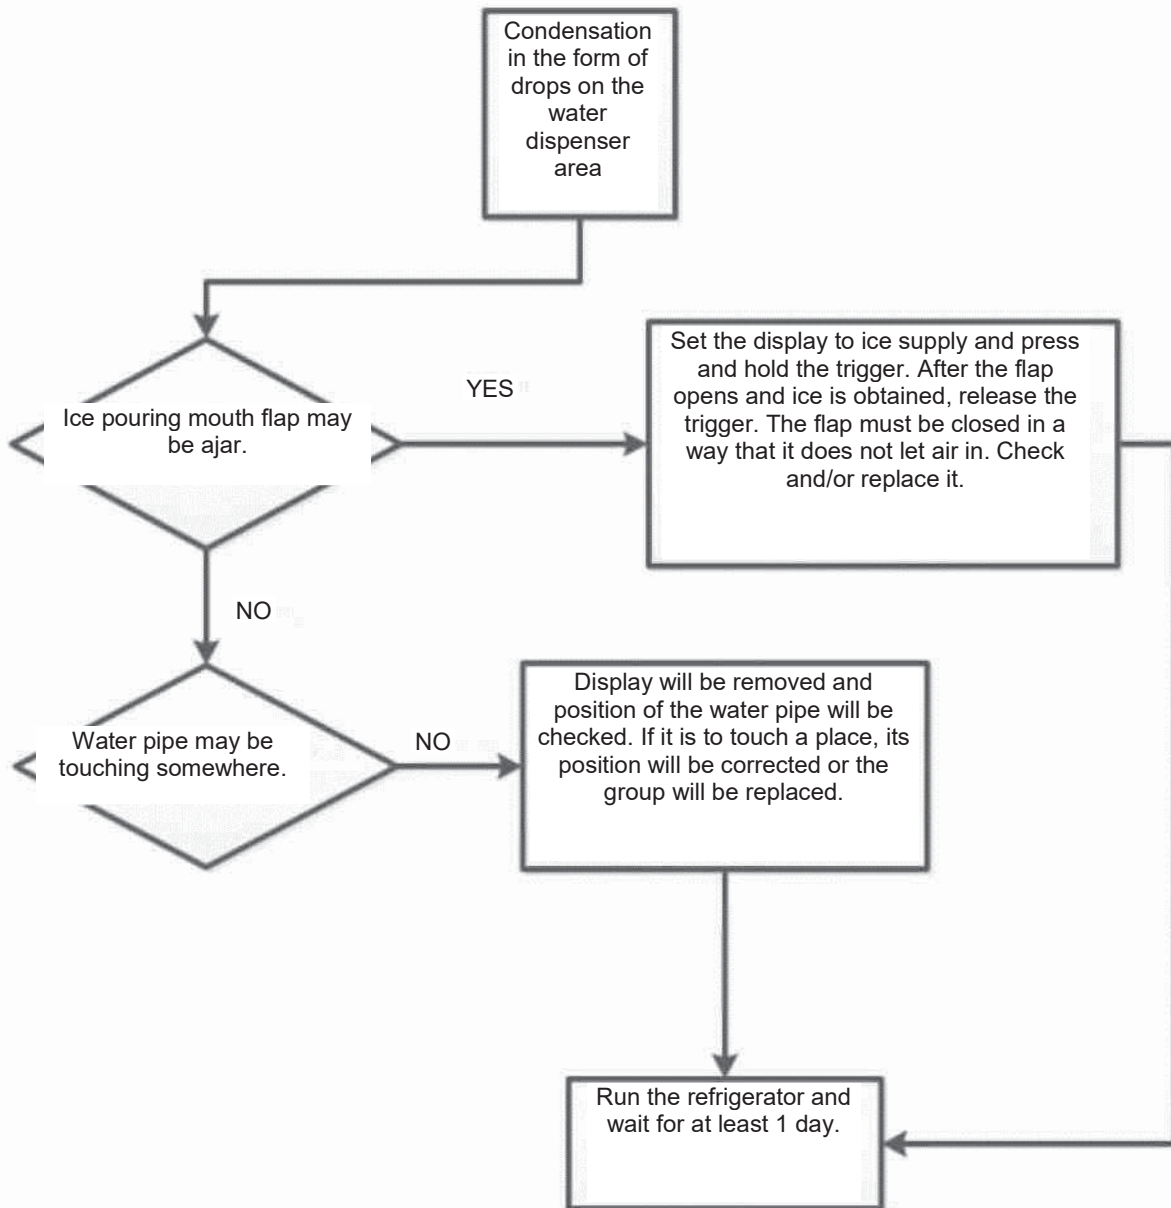 Condensation
in the form of
drops on the
water
dispenser
area
Ice pouring mouth flap may
be ajar.
YES
Set the display to ice supply and press
and hold the trigger. After the flap
opens and ice is obtained, release the
trigger. The flap must be closed in a
way that it does not let air in. Check
and/or replace it.
NO
Water pipe may be
touching somewhere.
NO
Display will be removed and
position of the water pipe will be
checked. If it is to touch a place, its
position will be corrected or the
group will be replaced.
Run the refrigerator and
wait for at least 1 day.